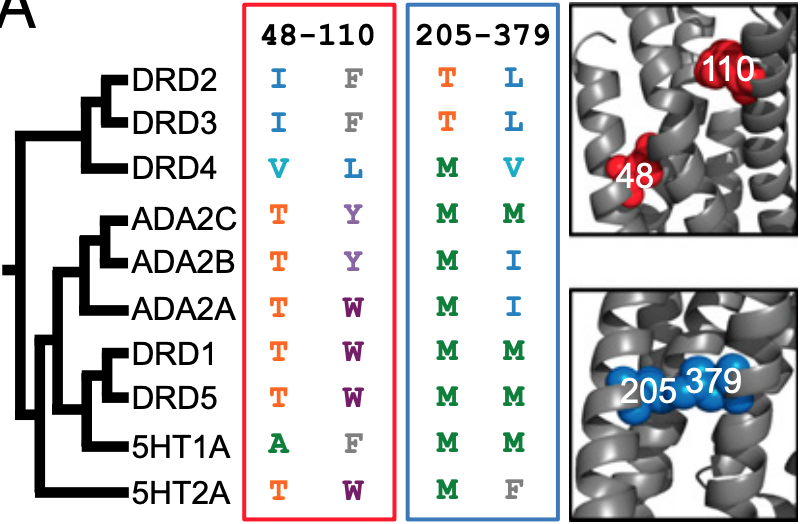 A
48-110 205-379
DRD2 I F T L
DRD3 I F T L
DRD4 V L M V
ADA2C T Y M M
ADA2B T Y M I
ADA2A T W M I
DRD1 T W M M
DRD5 T W M M
5HT1A A F M M
5HT2A T W M F
110
48
205 379